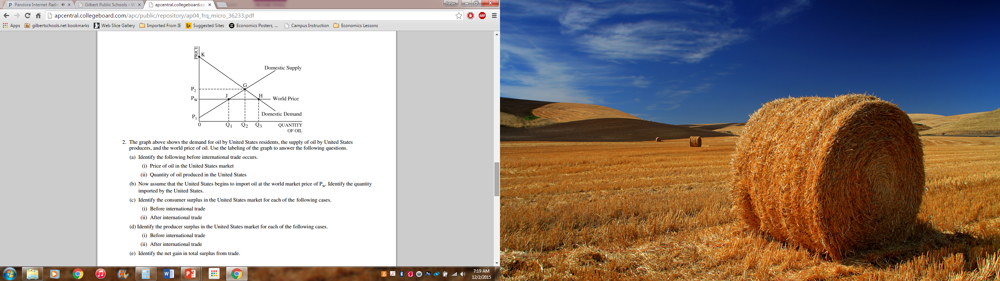 Pandora Internet Radio
Gilbert Public Schools - W
apcentral.collegeboard.co
Peter
apcentral.collegeboard.com/apc/public/repository/ap04_frq_micro_36233.pdf
ABP
Apps gilbertschools.net bookmarks Web Slice Gallery Imported From IE Suggested Sites Economics Posters, ... Campus Instruction Economics Lessons
PRICE
K
Domestic Supply
G
P2
J H
PW World Price
Domestic Demand
P1
0 Q1 Q2 Q3 QUANTITY
OF OIL
2. The graph above shows the demand for oil by United States residents, the supply of oil by United States
producers, and the world price of oil. Use the labeling of the graph to answer the following questions.
(a) Identify the following before international trade occurs.
(i) Price of oil in the United States market
(ii) Quantity of oil produced in the United States
(b) Now assume that the United States begins to import oil at the world market price of Pw. Identify the quantity
imported by the United States.
(c) Identify the consumer surplus in the United States market for each of the following cases.
(i) Before international trade
(ii) After international trade
(d) Identify the producer surplus in the United States market for each of the following cases.
(i) Before international trade
(ii) After international trade
(e) Identify the net gain in total surplus from trade.
7:19 AM
12/2/2015